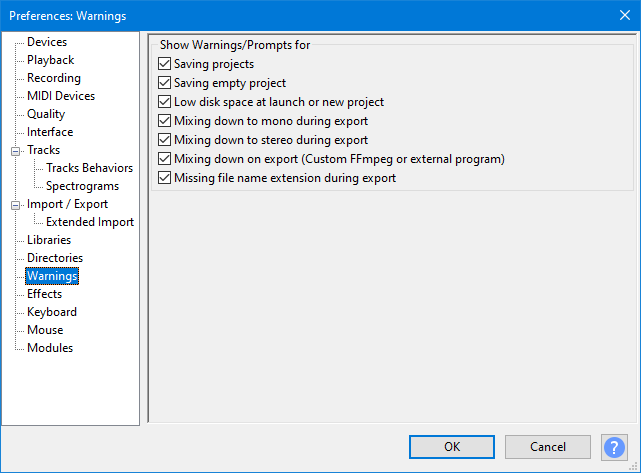 Preferences: Warnings
Devices
Playback
Recording
MIDI Devices
Quality
Interface
Tracks
Tracks Behaviors
Spectrograms
Import / Export
Extended Import
Libraries
Directories
Warnings
Effects
Keyboard
Mouse
Modules
Show Warnings/Prompts for
Saving projects
Saving empty project
Low disk space at launch or new project
Mixing down to mono during export
Mixing down to stereo during export
Mixing down on export (Custom FFmpeg or external program)
Missing file name extension during export
OK
Cancel
?